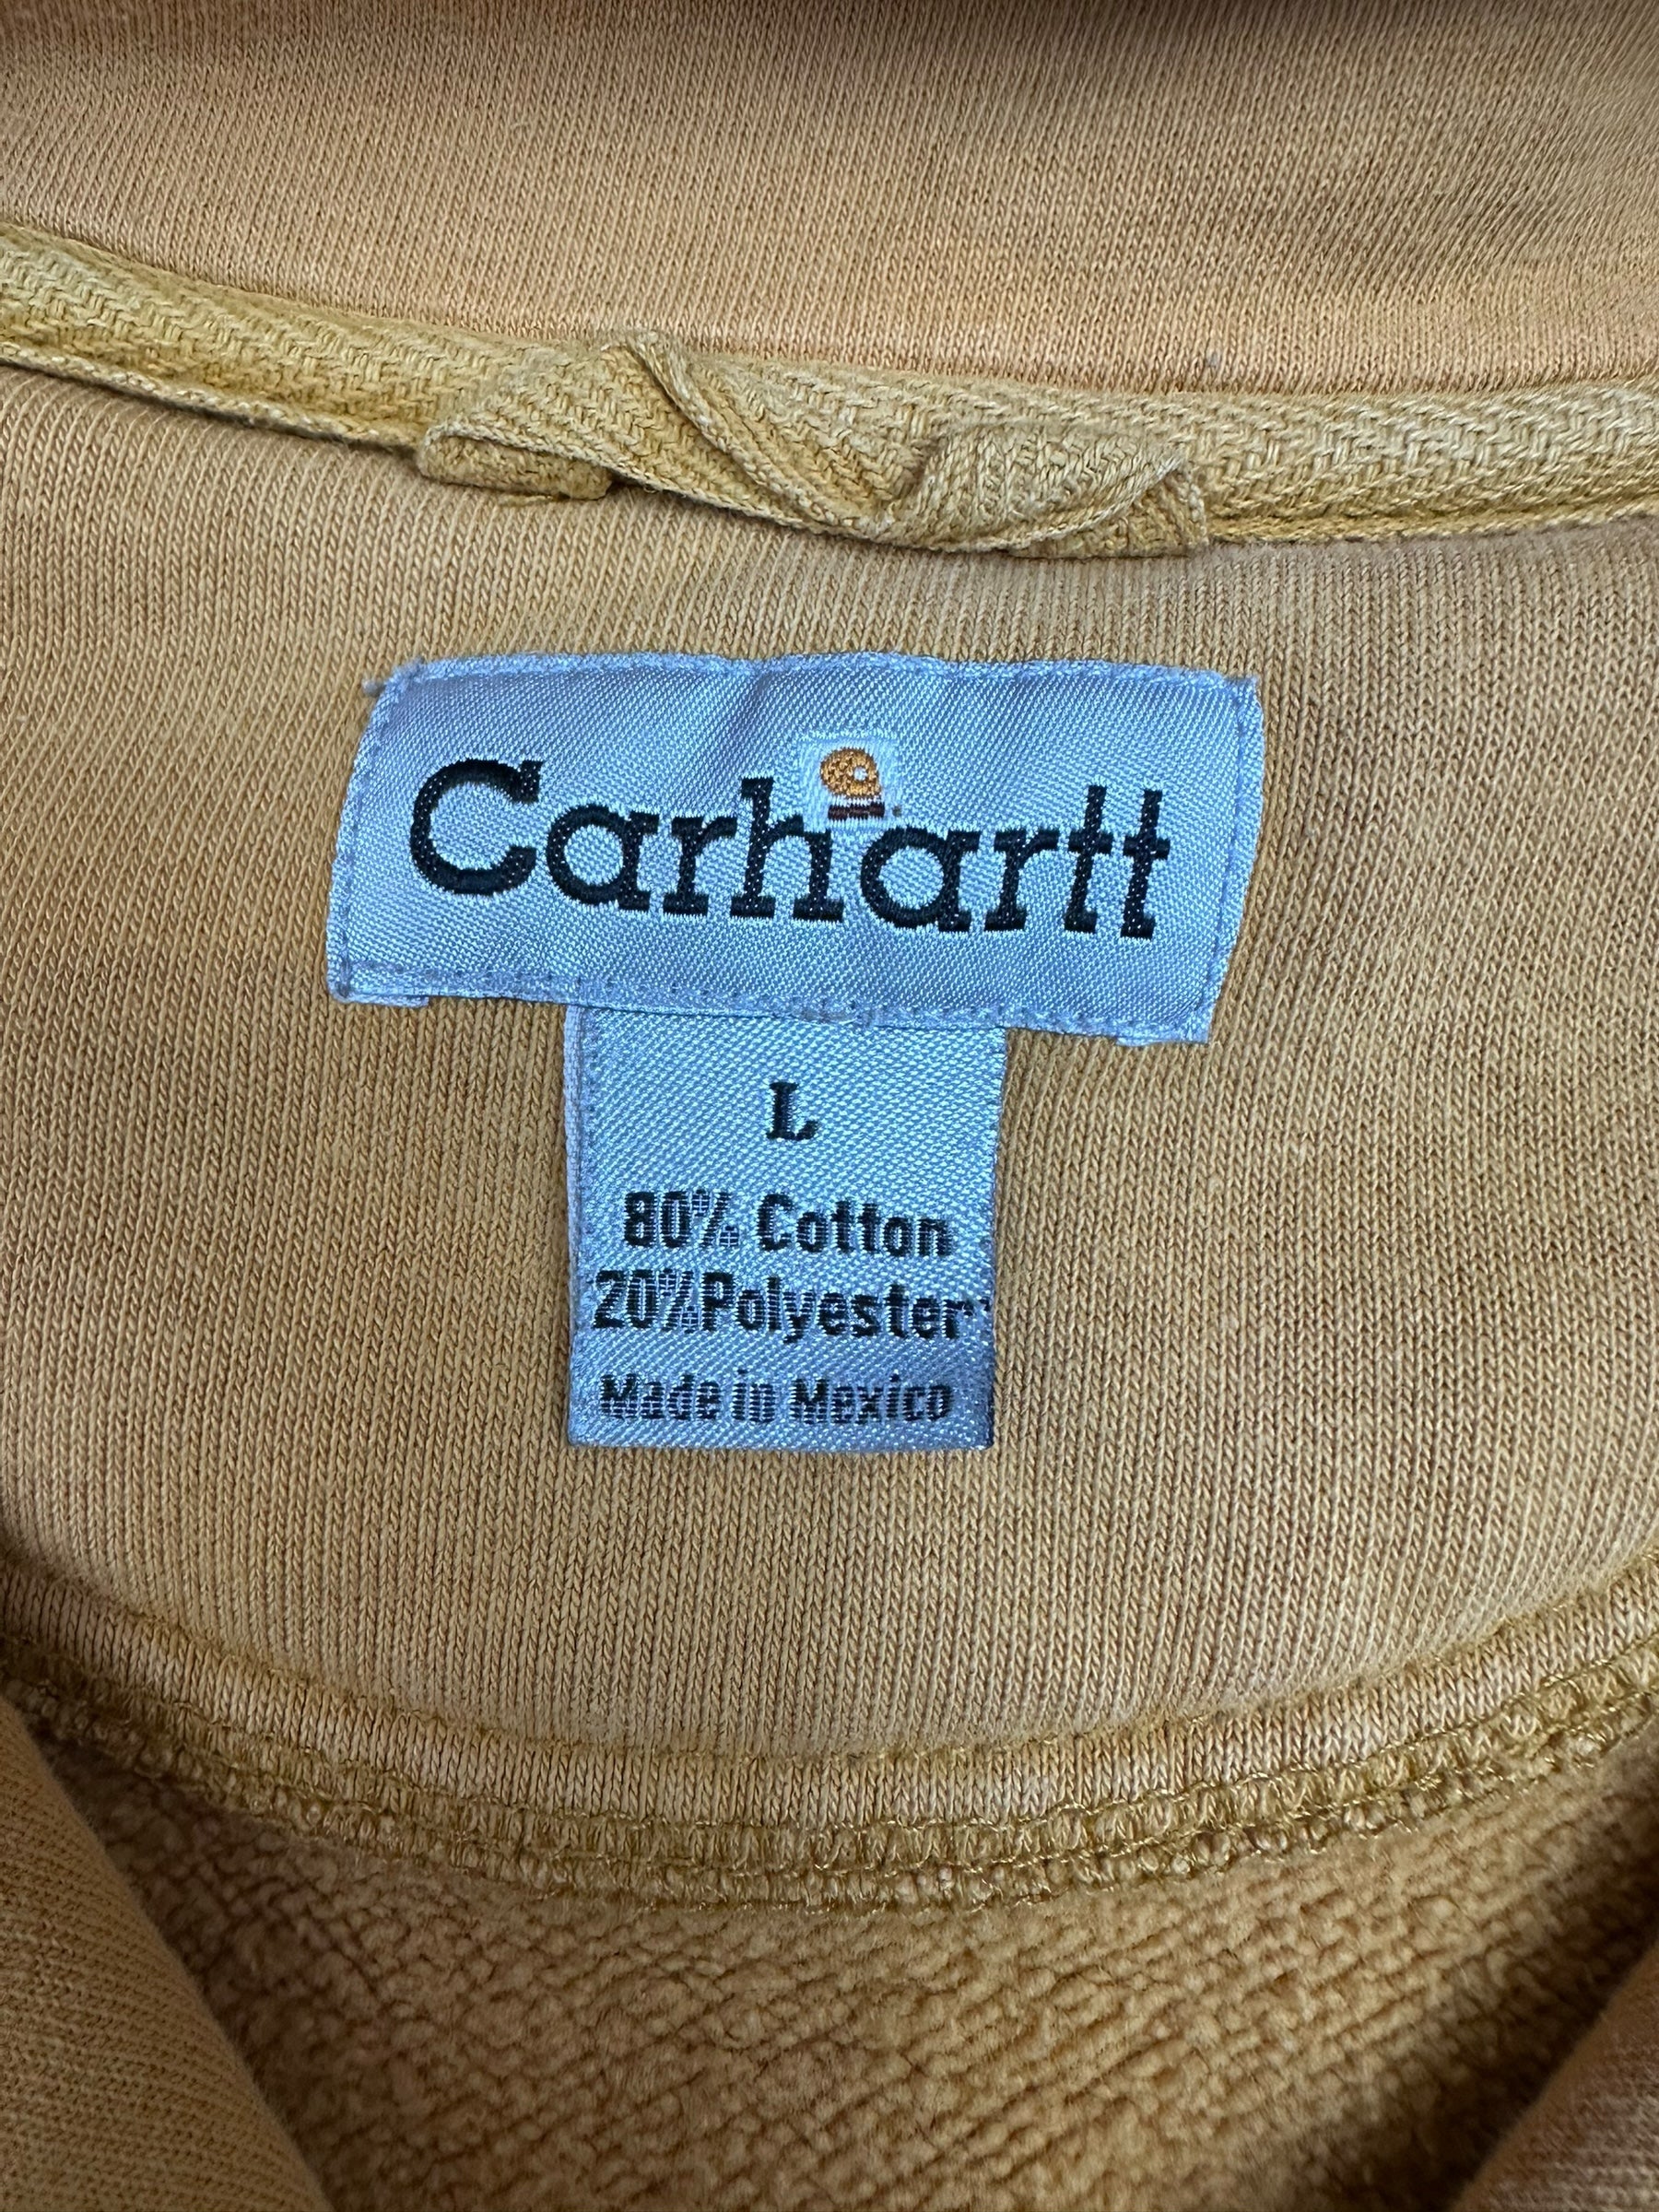 Carhartt
L
80% Cotton
20% Polyester
Made in Mexico